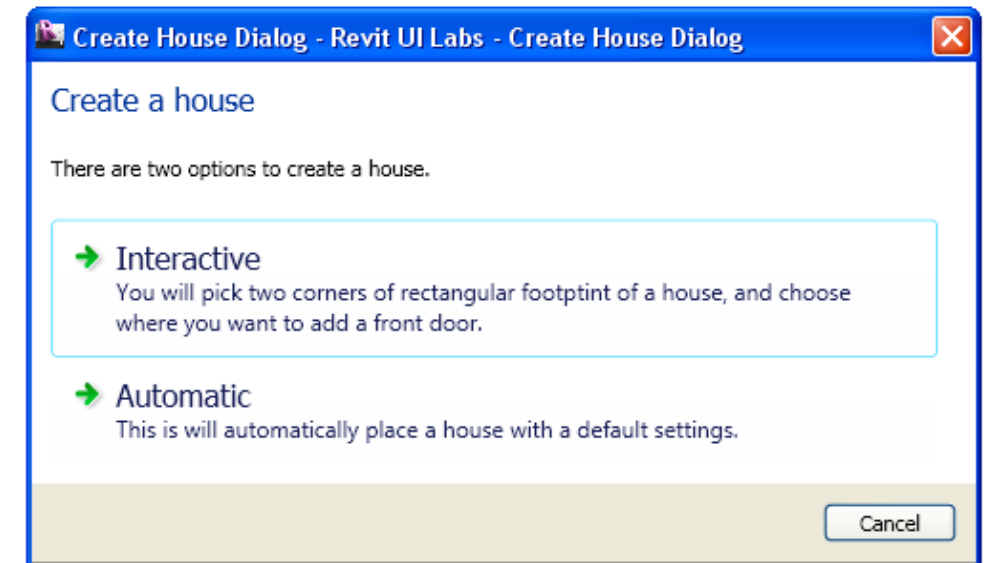 Create House Dialog - Revit UI Labs - Create House Dialog
Create a house
There are two options to create a house.
Interactive
You will pick two corners of rectangular footptint of a house, and choose
where you want to add a front door.
Automatic
This is will automatically place a house with a default settings.
Cancel